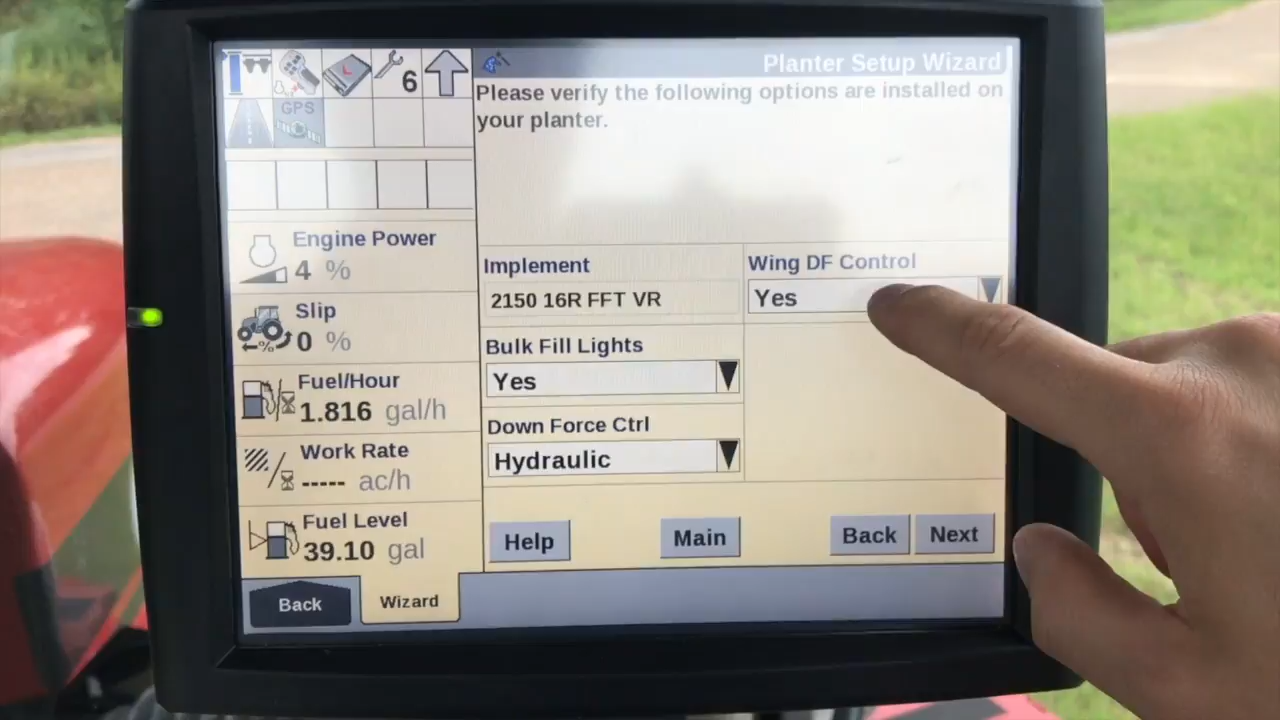 6
GPS
Engine Power
4 %
Slip
0 %
Fuel/Hour
1.816 gal/h
Work Rate
----- ac/h
Fuel Level
39.10 gal
Back
Wizard
Planter Setup Wizard
Please verify the following options are installed on
your planter.
Implement
2150 16R FFT VR
Wing DF Control
Yes
Bulk Fill Lights
Yes
Down Force Ctrl
Hydraulic
Help
Main
Back
Next